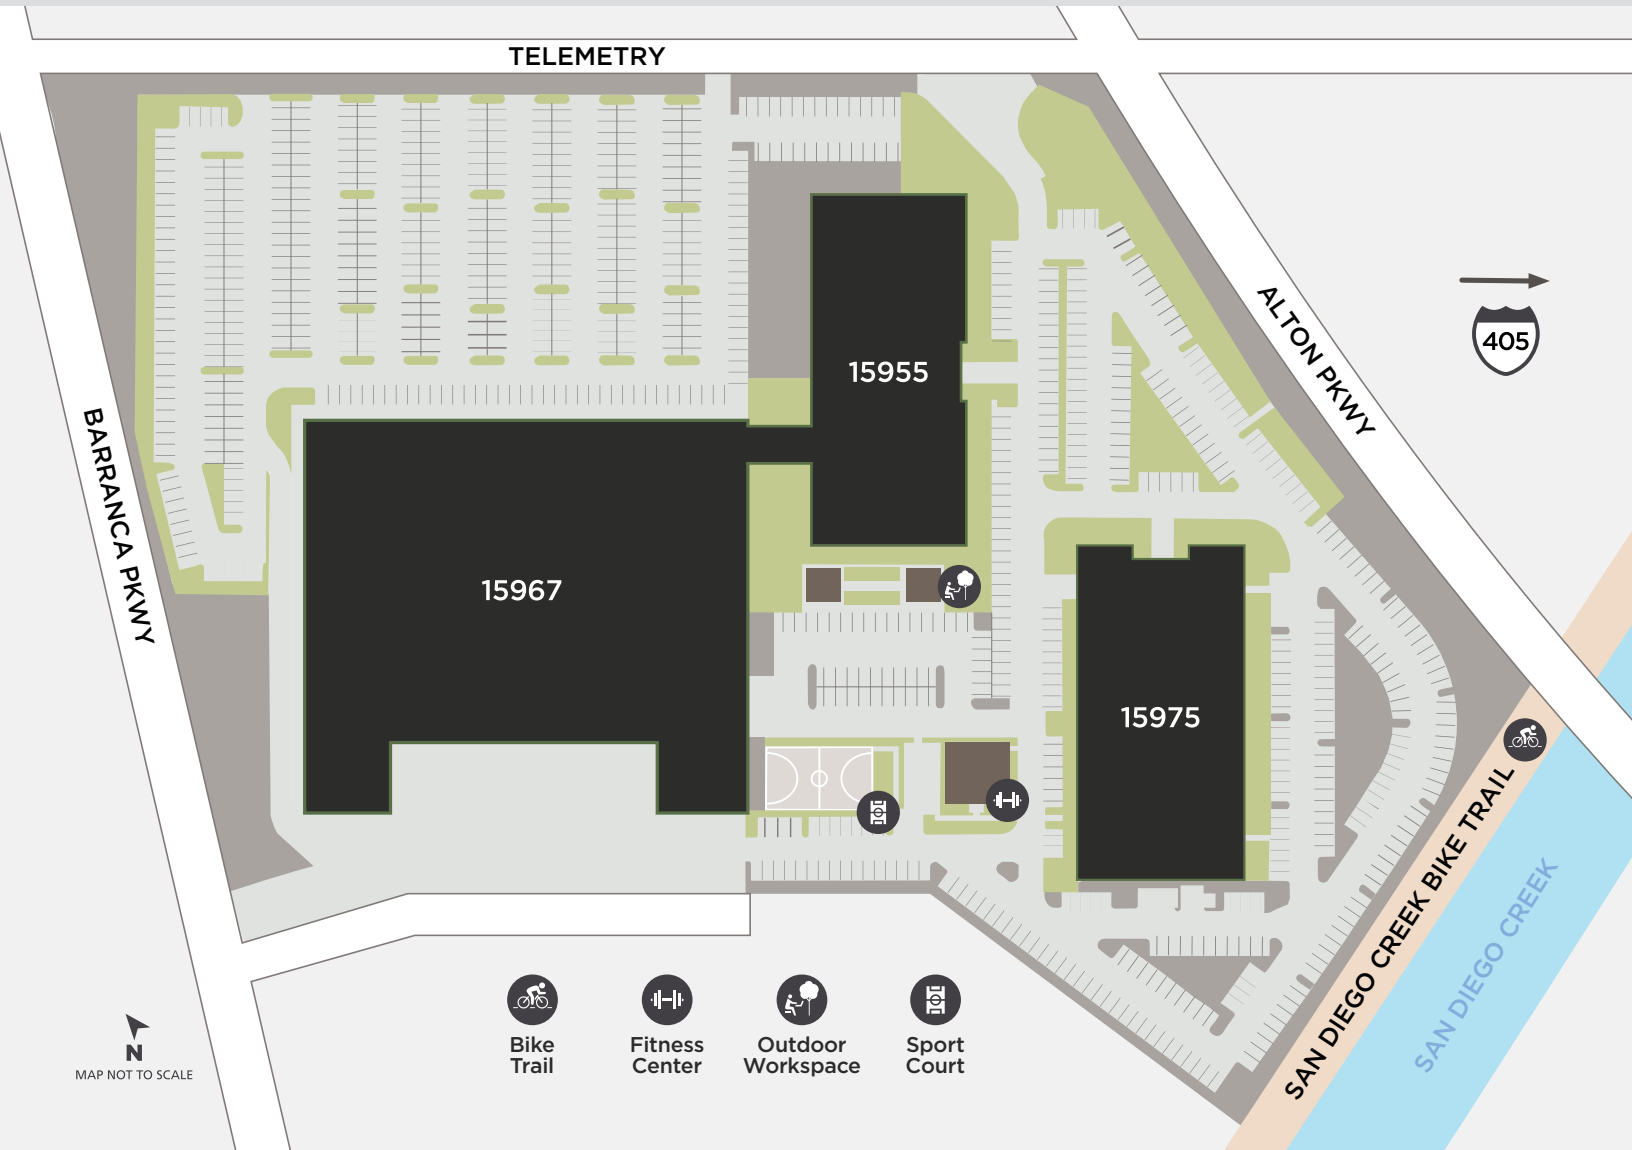 TELEMETRY
ALTON PKWY
405
15955
BARRANCA PKWY
15967
15975
SAN DIEGO CREEK BIKE TRAIL
SAN DIEGO CREEK
N
MAP NOT TO SCALE
Bike
Trail
Fitness
Center
Outdoor
Workspace
Sport
Court